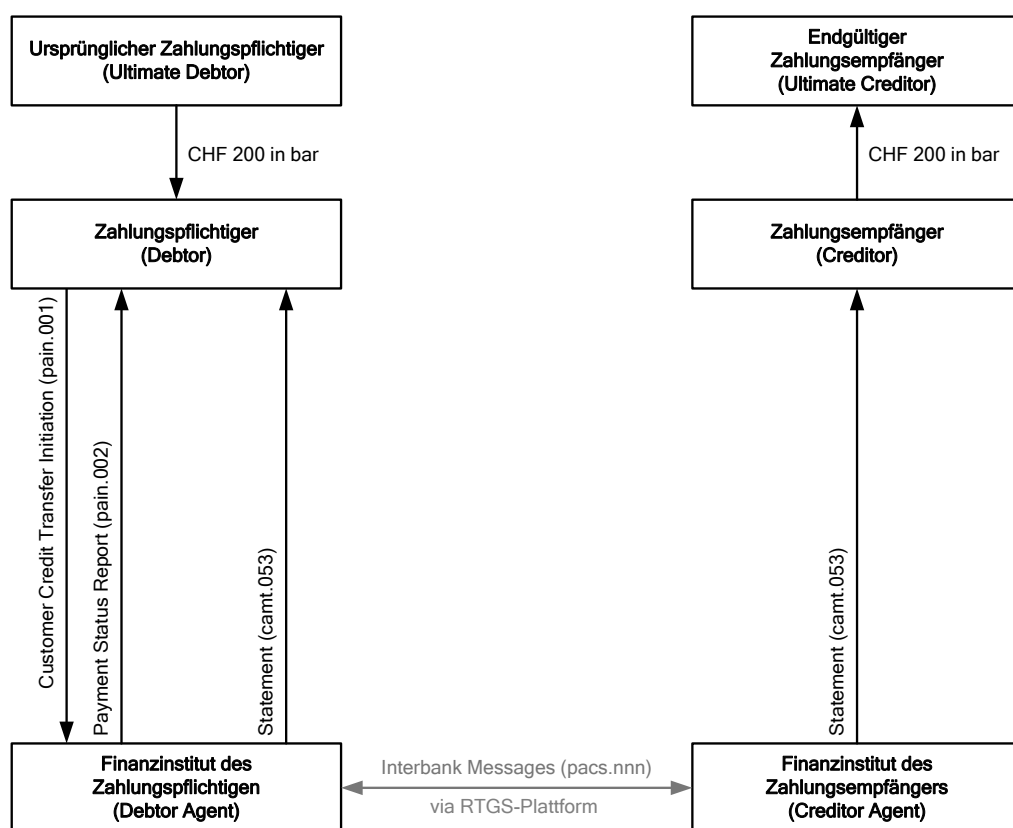 Ursprünglicher Zahlungspflichtiger
(Ultimate Debtor)
Endgültiger
Zahlungsempfänger
(Ultimate Creditor)
CHF 200 in bar
CHF 200 in bar
Zahlungspflichtiger
(Debtor)
Zahlungsempfänger
(Creditor)
Customer Credit Transfer Initiation (pain.001)
Payment Status Report (pain.002)
Statement (camt.053)
Statement (camt.053)
Finanzinstitut des
Zahlungspflichtigen
(Debtor Agent)
Interbank Messages (pacs.nnn)
via RTGS-Plattform
Finanzinstitut des
Zahlungsempfängers
(Creditor Agent)